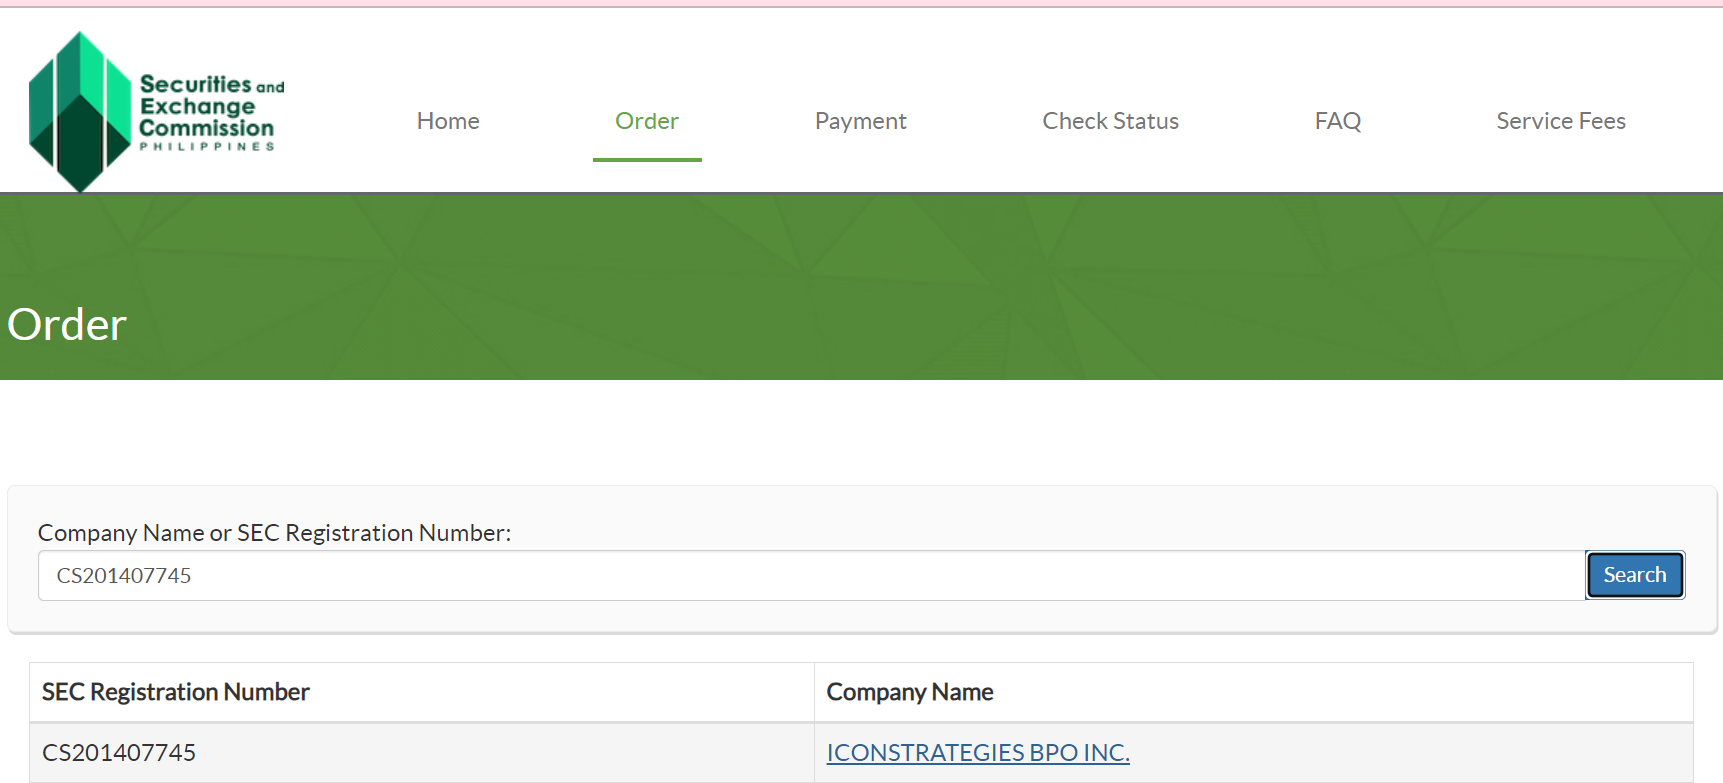 Securities and
Exchange
Commission
PHILIPPINES
Home Order Payment Check Status FAQ Service Fees
Order
Company Name or SEC Registration Number:
CS201407745 Search
SEC Registration Number Company Name
CS201407745 ICONSTRATEGIES BPO INC.